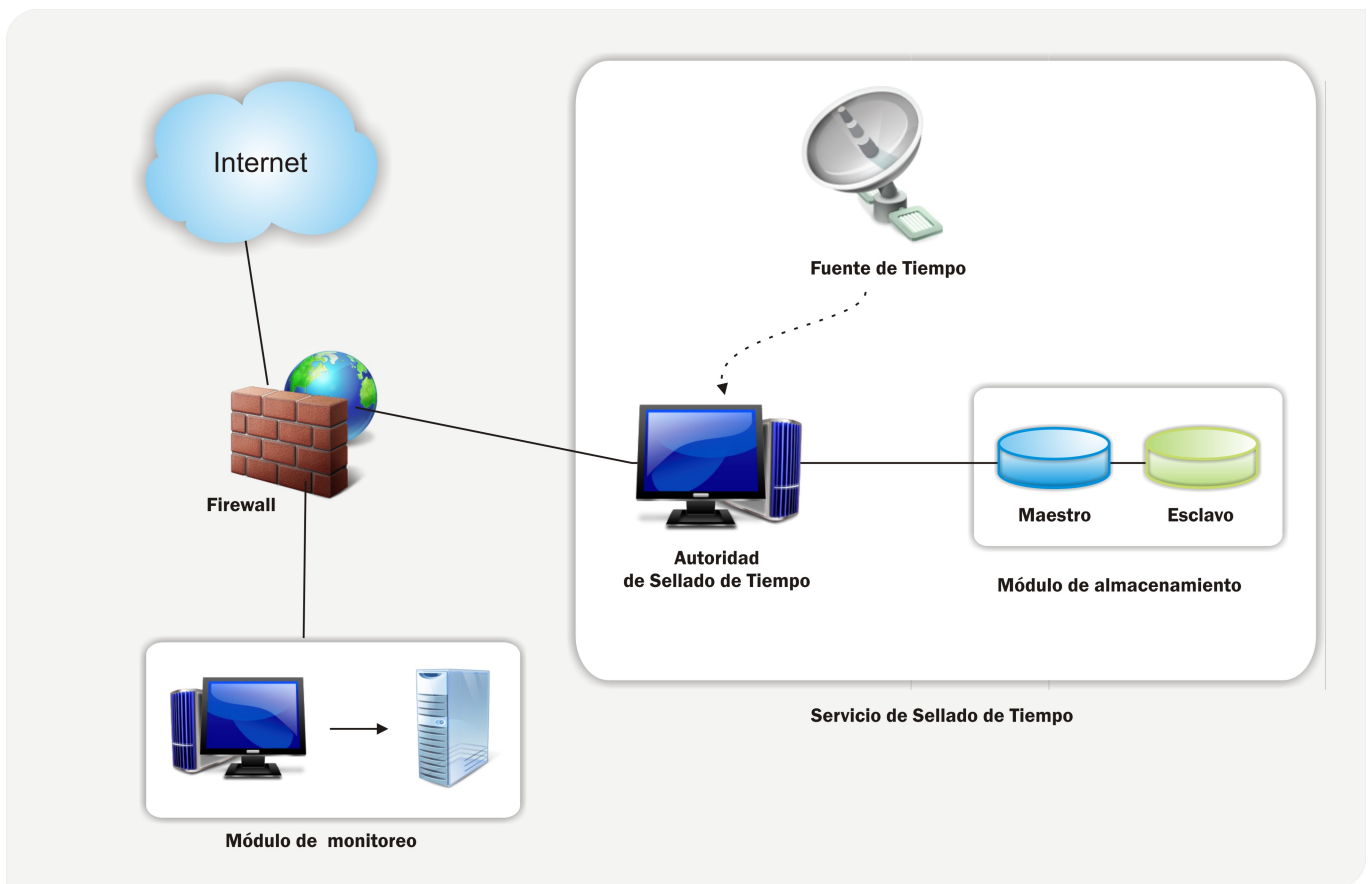 Internet
Fuente de Tiempo
Firewall
Maestro
Esclavo
Autoridad
de Sellado de Tiempo
Módulo de almacenamiento
Servicio de Sellado de Tiempo
Módulo de monitoreo